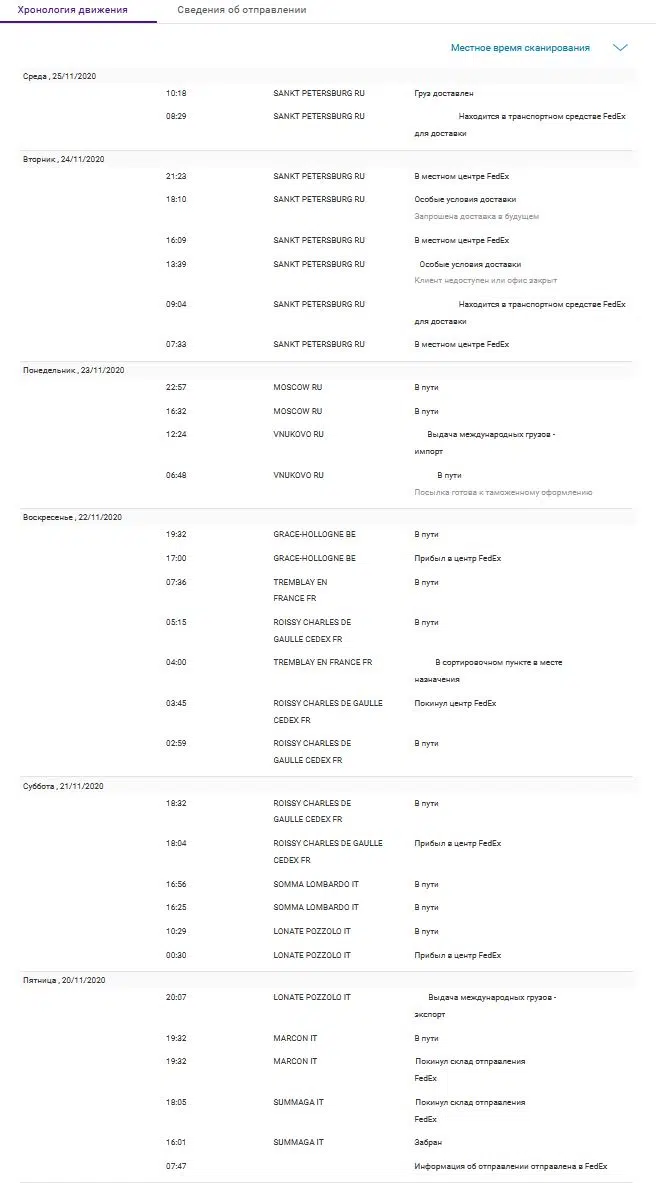 Хронология движения Сведения об отправлении
Местное время сканирования
Среда , 25/11/2020
10:18 SANKT PETERSBURG RU Груз доставлен
08:29 SANKT PETERSBURG RU Находится в транспортном средстве FedEx
для доставки
Вторник , 24/11/2020
21:23 SANKT PETERSBURG RU В местном центре FedEx
18:10 SANKT PETERSBURG RU Особые условия доставки
Запрошена доставка в будущем
16:09 SANKT PETERSBURG RU В местном центре FedEx
13:39 SANKT PETERSBURG RU Особые условия доставки
Клиент недоступен или офис закрыт
09:04 SANKT PETERSBURG RU Находится в транспортном средстве FedEx
для доставки
07:33 SANKT PETERSBURG RU В местном центре FedEx
Понедельник , 23/11/2020
22:57 MOSCOW RU В пути
16:32 MOSCOW RU В пути
12:24 VNUKOVO RU Выдача международных грузов -
импорт
06:48 VNUKOVO RU В пути
Посылка готова к таможенному оформлению
Воскресенье , 22/11/2020
19:32 GRACE-HOLLOGNE BE В пути
17:00 GRACE-HOLLOGNE BE Прибыл в центр FedEx
07:36 TREMBLAY EN В пути
FRANCE FR
05:15 ROISSY CHARLES DE В пути
GAULLE CEDEX FR
04:00 TREMBLAY EN FRANCE FR В сортировочном пункте в месте
назначения
03:45 ROISSY CHARLES DE GAULLE Покинул центр FedEx
CEDEX FR
02:59 ROISSY CHARLES DE В пути
GAULLE CEDEX FR
Суббота , 21/11/2020
18:32 ROISSY CHARLES DE В пути
GAULLE CEDEX FR
18:04 ROISSY CHARLES DE GAULLE Прибыл в центр FedEx
CEDEX FR
16:56 SOMMA LOMBARDO IT В пути
16:25 SOMMA LOMBARDO IT В пути
10:29 LONATE POZZOLO IT В пути
00:30 LONATE POZZOLO IT Прибыл в центр FedEx
Пятница , 20/11/2020
20:07 LONATE POZZOLO IT Выдача международных грузов -
экспорт
19:32 MARCON IT В пути
19:32 MARCON IT Покинул склад отправления
FedEx
18:05 SUMMAGA IT Покинул склад отправления
FedEx
16:01 SUMMAGA IT Забран
07:47 Информация об отправлении отправлена в FedEx